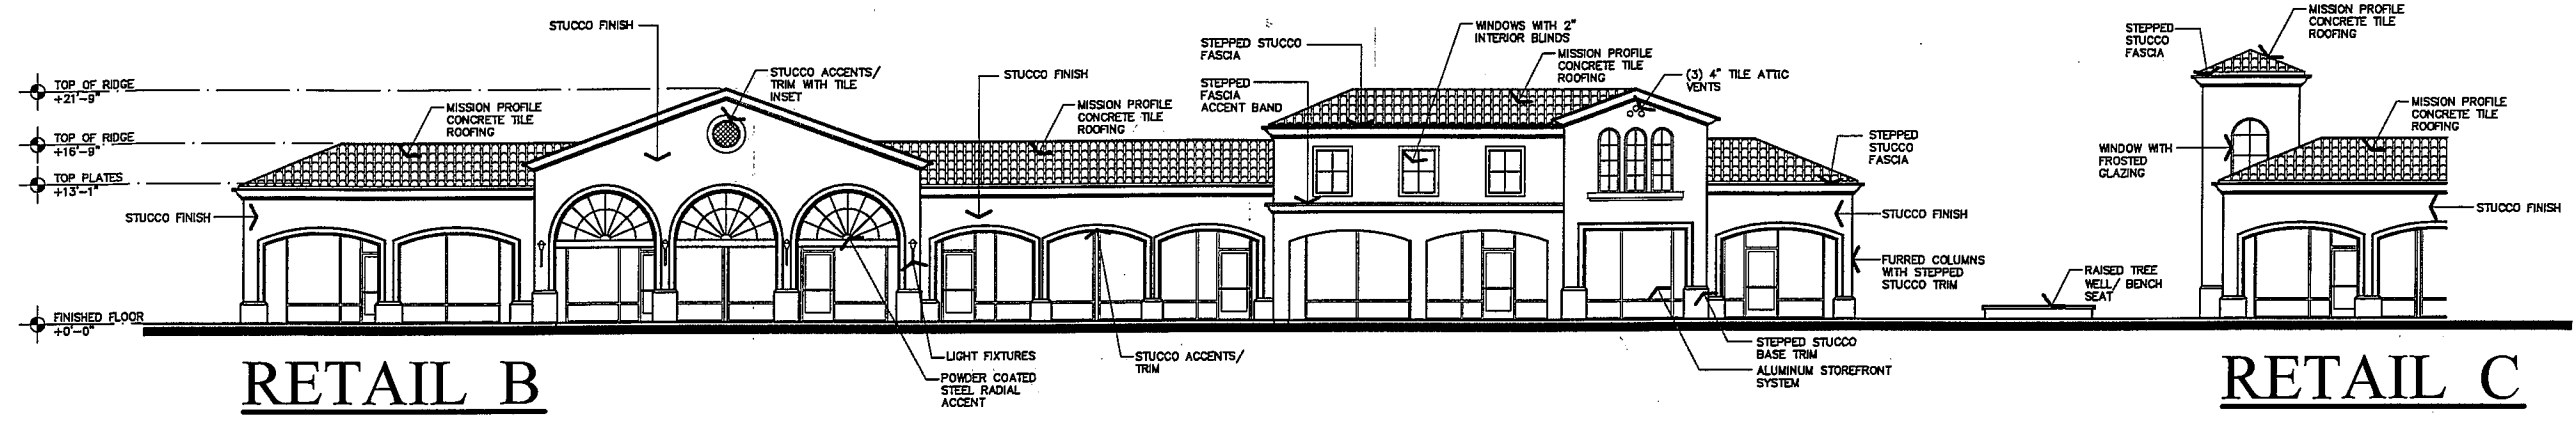 TOP OF RIDGE
+21'-9"
TOP OF RIDGE
+16'-9"
TOP PLATES
+13'-1"
FINISHED FLOOR
+0'-0"
STUCCO FINISH
MISSION PROFILE
CONCRETE TILE
ROOFING
STUCCO FINISH
STUCCO ACCENTS/
TRIM WITH TILE
INSET
STUCCO FINISH
MISSION PROFILE
CONCRETE TILE
ROOFING
STEPPED STUCCO
FASCIA
STEPPED
FASCIA
ACCENT BAND
WINDOWS WITH 2"
INTERIOR BLINDS
MISSION PROFILE
CONCRETE TILE
ROOFING
(3) 4" TILE ATTIC
VENTS
STEPPED
STUCCO
FASCIA
STUCCO FINISH
FURRED COLUMNS
WITH STEPPED
STUCCO TRIM
LIGHT FIXTURES
POWDER COATED
STEEL RADIAL
ACCENT
STUCCO ACCENTS/
TRIM
STEPPED STUCCO
BASE TRIM
ALUMINUM STOREFRONT
SYSTEM
RETAIL B
STEPPED
STUCCO
FASCIA
MISSION PROFILE
CONCRETE TILE
ROOFING
MISSION PROFILE
CONCRETE TILE
ROOFING
WINDOW WITH
FROSTED
GLAZING
STUCCO FINISH
RAISED TREE
WELL/ BENCH
SEAT
RETAIL C